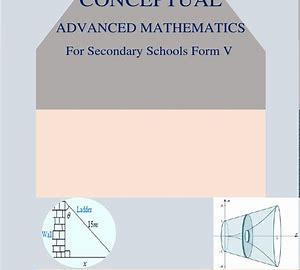 CONCEPTUAL
ADVANCED MATHEMATICS
For Secondary Schools Form V
Ladder
Wall
θ
15m
x